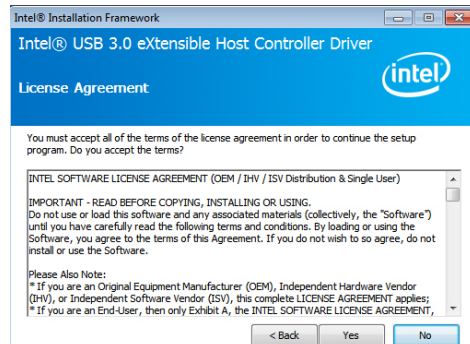 Intel® Installation Framework
Intel® USB 3.0 eXtensible Host Controller Driver
intel
License Agreement
You must accept all of the terms of the license agreement in order to continue the setup
program. Do you accept the terms?
INTEL SOFTWARE LICENSE AGREEMENT (OEM / IHV / ISV Distribution & Single User)
IMPORTANT - READ BEFORE COPYING, INSTALLING OR USING.
Do not use or load this software and any associated materials (collectively, the "Software")
until you have carefully read the following terms and conditions. By loading or using the
Software, you agree to the terms of this Agreement. If you do not wish to so agree, do not
install or use the Software.
Please Also Note:
* If you are an Original Equipment Manufacturer (OEM), Independent Hardware Vendor
(IHV), or Independent Software Vendor (ISV), this complete LICENSE AGREEMENT applies;
* If you are an End-User, then only Exhibit A, the INTEL SOFTWARE LICENSE AGREEMENT,
< Back Yes No